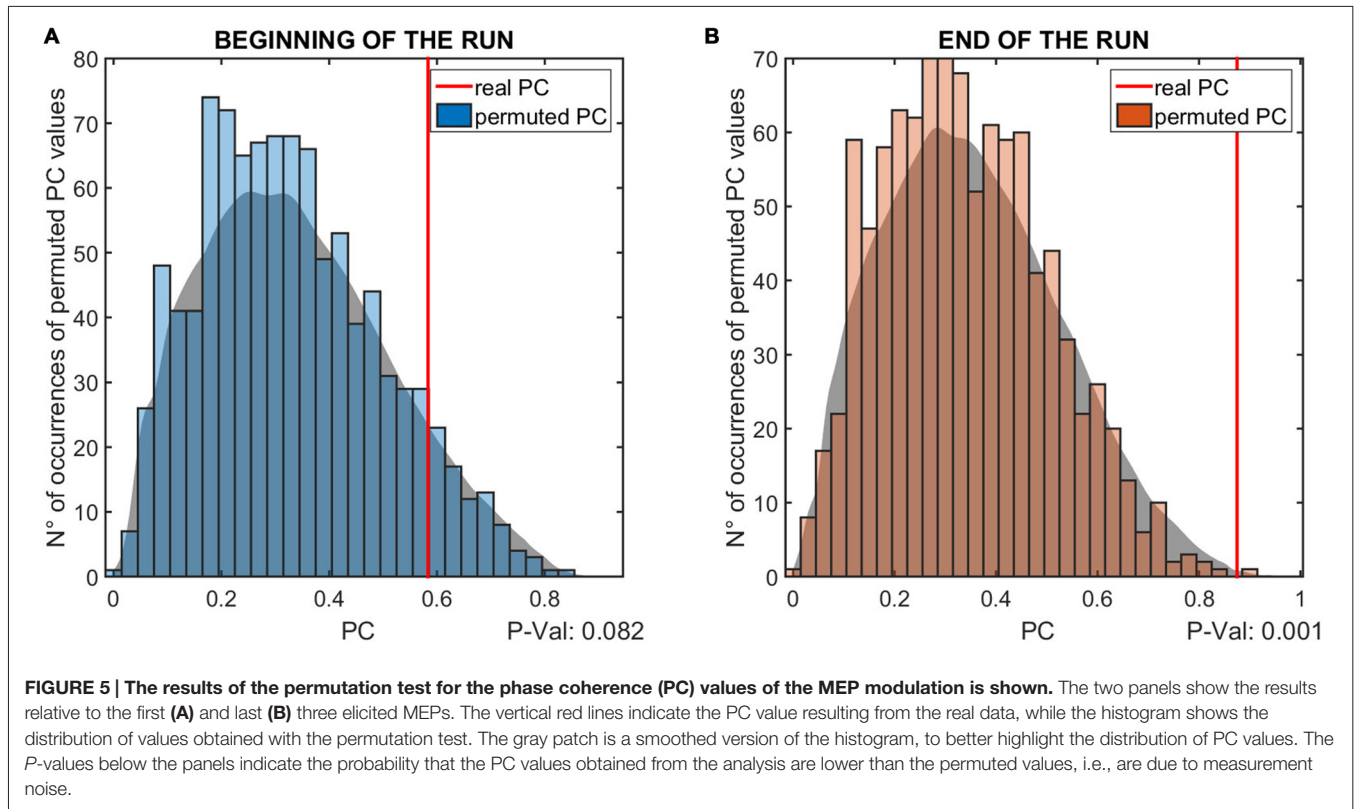 A
BEGINNING OF THE RUN
N° of occurrences of permuted PC values
80
70
60
50
40
30
20
10
0
real PC
permuted PC
0 0.2 0.4 0.6 0.8
PC
P-Val: 0.082
B
END OF THE RUN
N° of occurrences of permuted PC values
70
60
50
40
30
20
10
0
real PC
permuted PC
0 0.2 0.4 0.6 0.8 1
PC
P-Val: 0.001
FIGURE 5 | The results of the permutation test for the phase coherence (PC) values of the MEP modulation is shown. The two panels show the results
relative to the first (A) and last (B) three elicited MEPs. The vertical red lines indicate the PC value resulting from the real data, while the histogram shows the
distribution of values obtained with the permutation test. The gray patch is a smoothed version of the histogram, to better highlight the distribution of PC values. The
P-values below the panels indicate the probability that the PC values obtained from the analysis are lower than the permuted values, i.e., are due to measurement
noise.